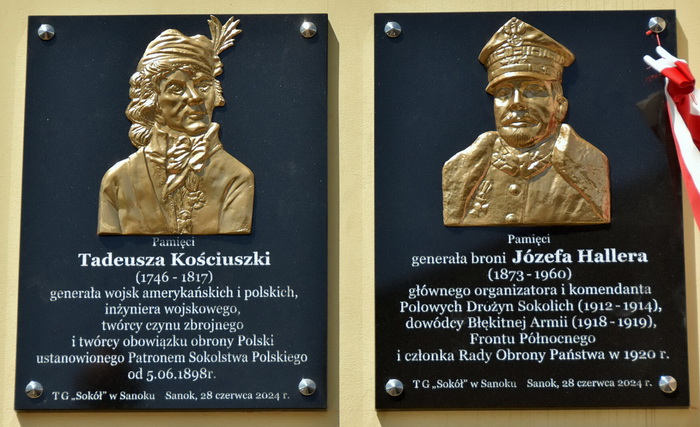 Pamięci
Tadeusza Kościuszki
(1746 - 1817)
generała wojsk amerykańskich i polskich,
inżyniera wojskowego,
twórcy czynu zbrojnego
i twórcy obowiązku obrony Polski
ustanowionego Patronem Sokolstwa Polskiego
od 5.06.1898r.
TG „Sokół” w Sanoku Sanok, 28 czerwca 2024 r.
Pamięci
generała broni Józefa Hallera
(1873 - 1960)
głównego organizatora i komendanta
Polowych Drożyn Sokolich (1912 - 1914),
dowódcy Błękitnej Armii (1918 - 1919),
Frontu Północnego
i członka Rady Obrony Państwa w 1920 r.
TG „Sokół” w Sanoku Sanok, 28 czerwca 2024 r.